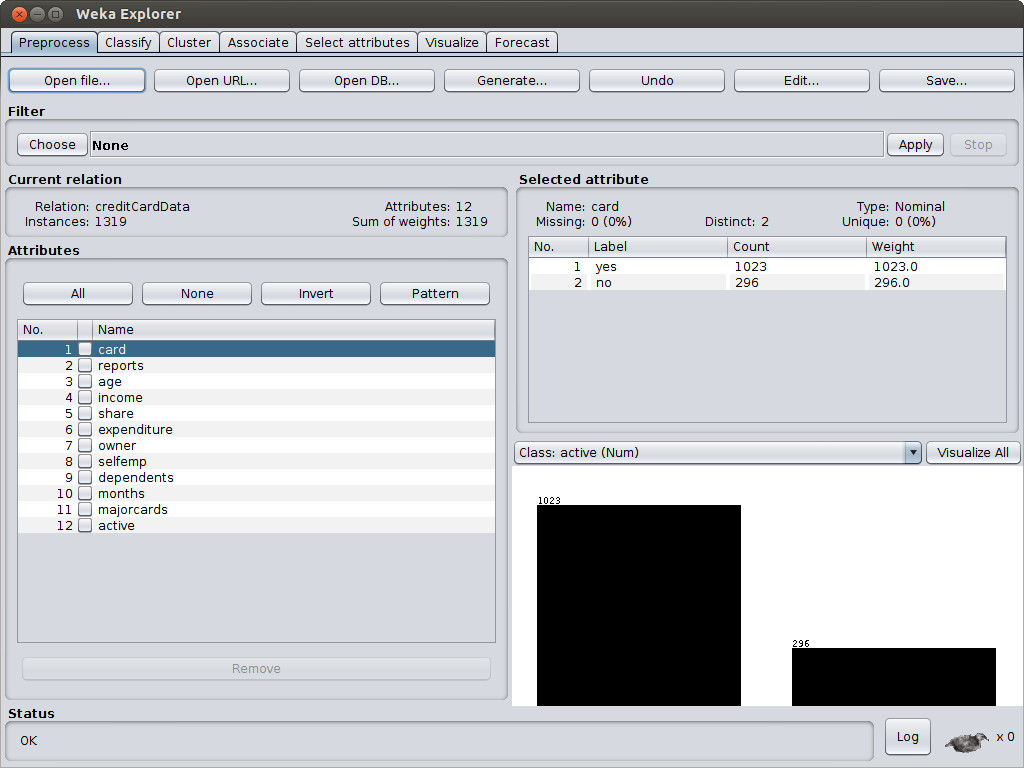 Weka Explorer
Preprocess Classify Cluster Associate Select attributes Visualize Forecast
Open file... Open URL... Open DB... Generate... Undo Edit... Save...
Filter
Choose None Apply Stop
Current relation
Relation: creditCardData Attributes: 12
Instances: 1319 Sum of weights: 1319
Attributes
All None Invert Pattern
No. Name
1 card
2 reports
3 age
4 income
5 share
6 expenditure
7 owner
8 selfemp
9 dependents
10 months
11 majorcards
12 active
Remove
Selected attribute
Name: card Type: Nominal
Missing: 0 (0%) Distinct: 2 Unique: 0 (0%)
No. Label Count Weight
1 yes 1023 1023.0
2 no 296 296.0
Class: active (Num) Visualize All
1023
296
Status
OK Log x 0